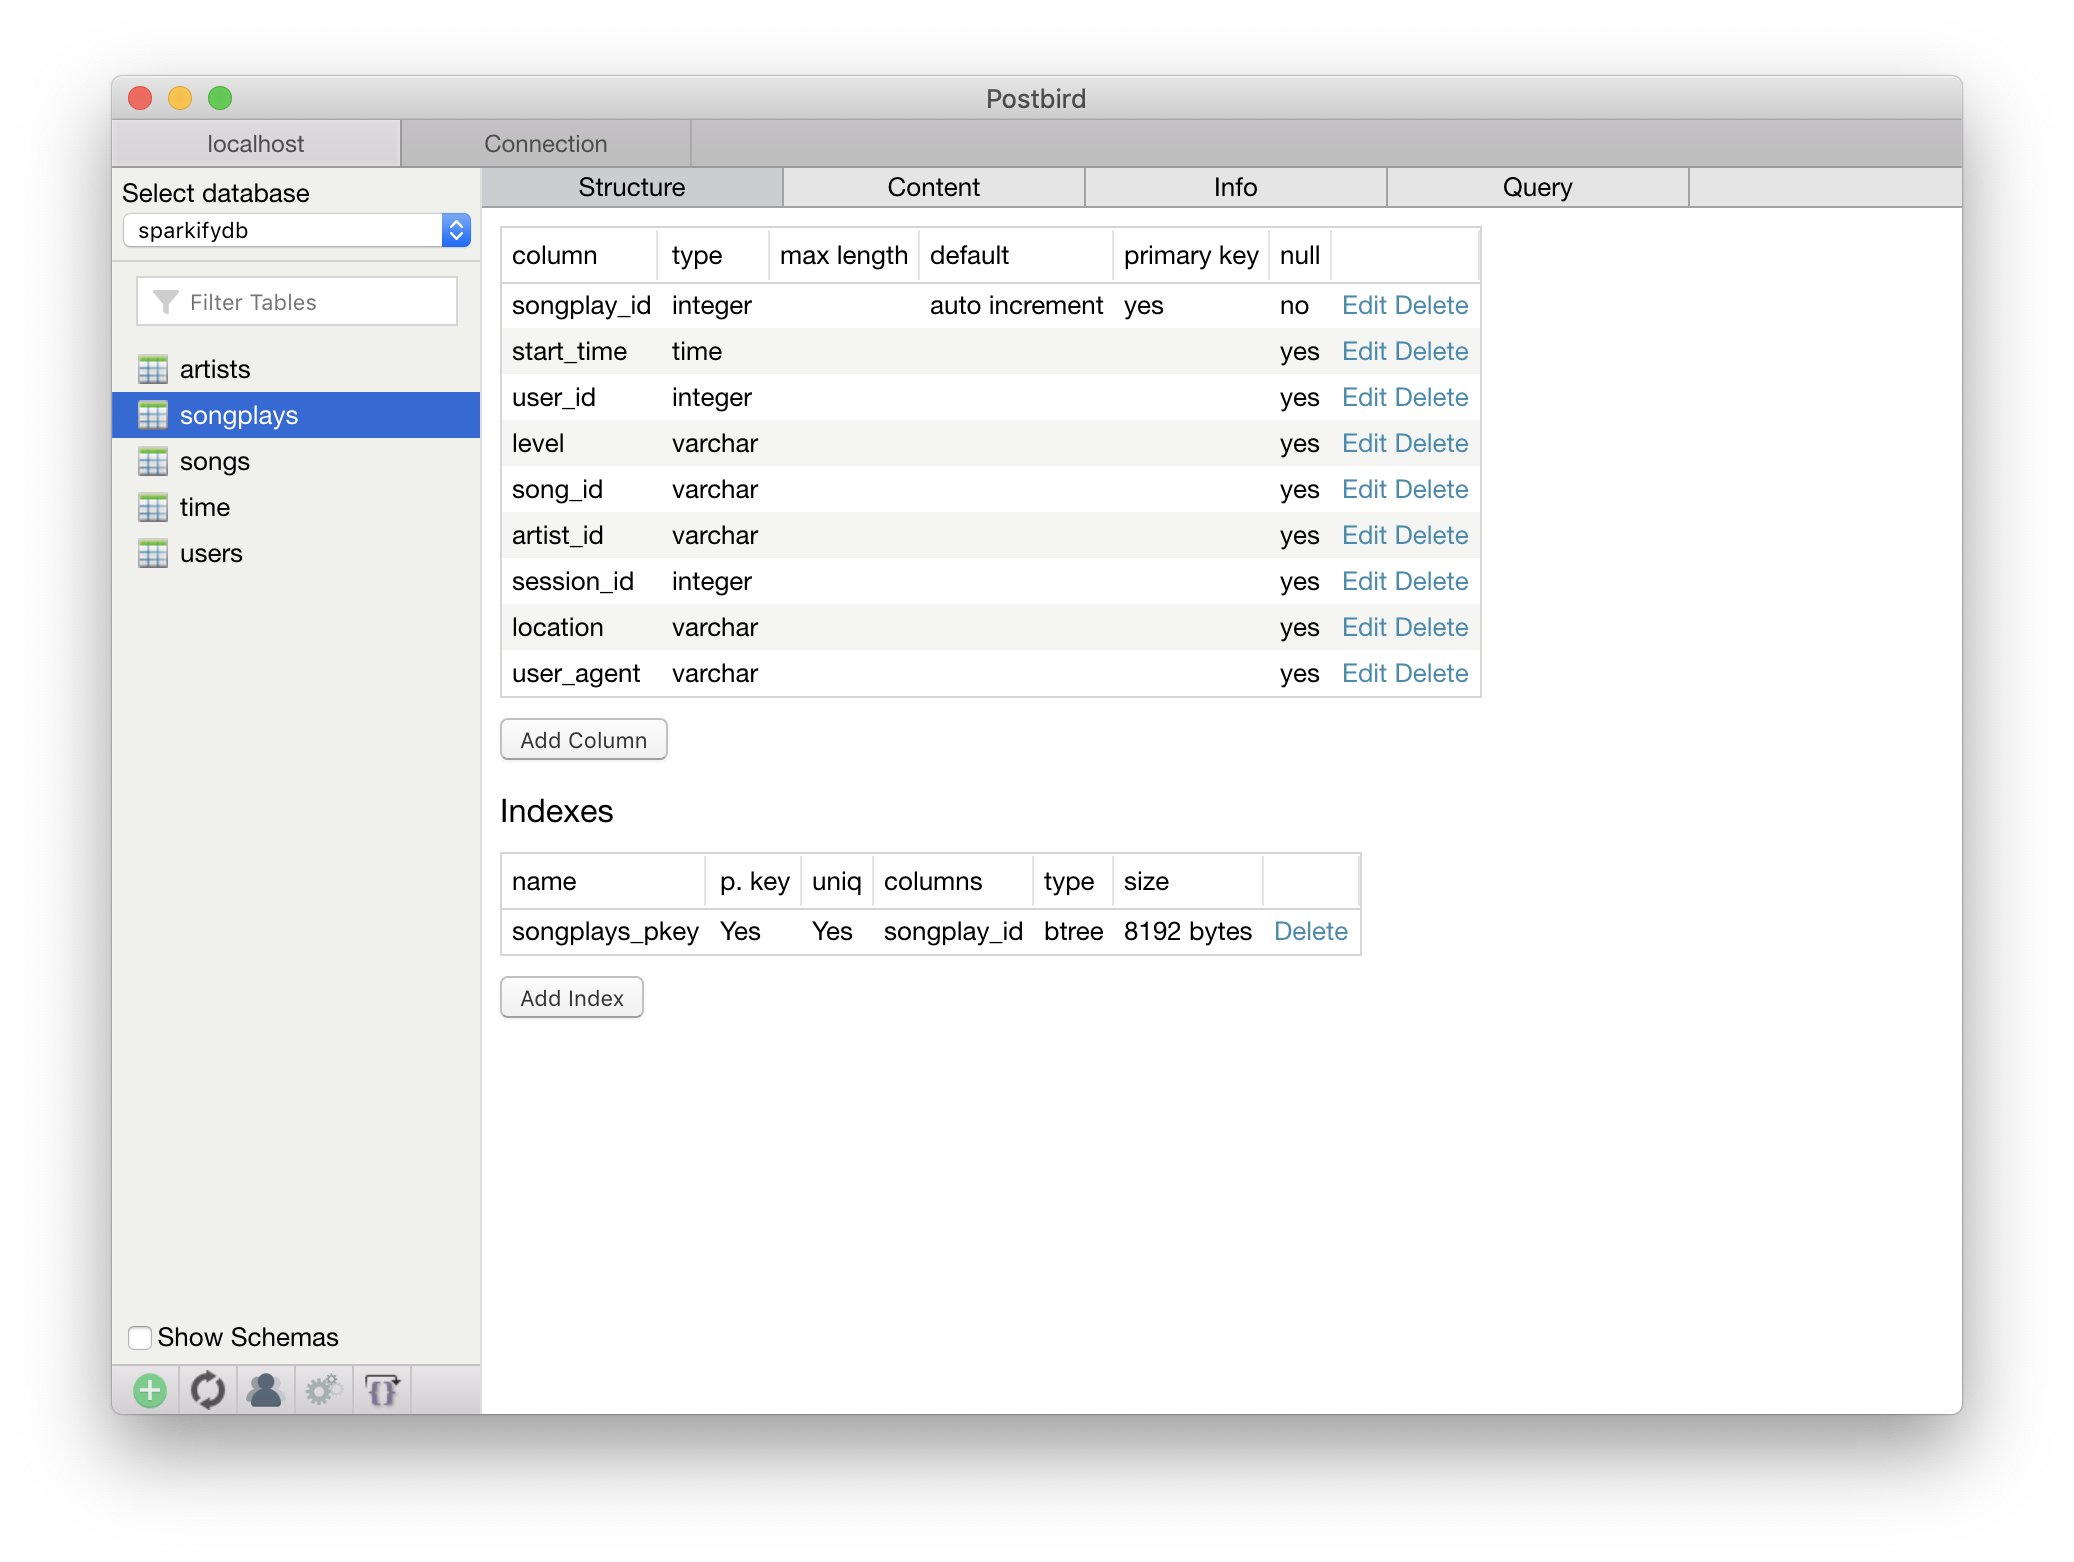 Postbird
localhost Connection
Select database
sparkifydb
Filter Tables
artists
songplays
songs
time
users
Show Schemas
Structure Content Info Query
column type max length default primary key null
songplay_id integer auto increment yes no Edit Delete
start_time time yes Edit Delete
user_id integer yes Edit Delete
level varchar yes Edit Delete
song_id varchar yes Edit Delete
artist_id varchar yes Edit Delete
session_id integer yes Edit Delete
location varchar yes Edit Delete
user_agent varchar yes Edit Delete
Add Column
Indexes
name p. key uniq columns type size
songplays_pkey Yes Yes songplay_id btree 8192 bytes Delete
Add Index